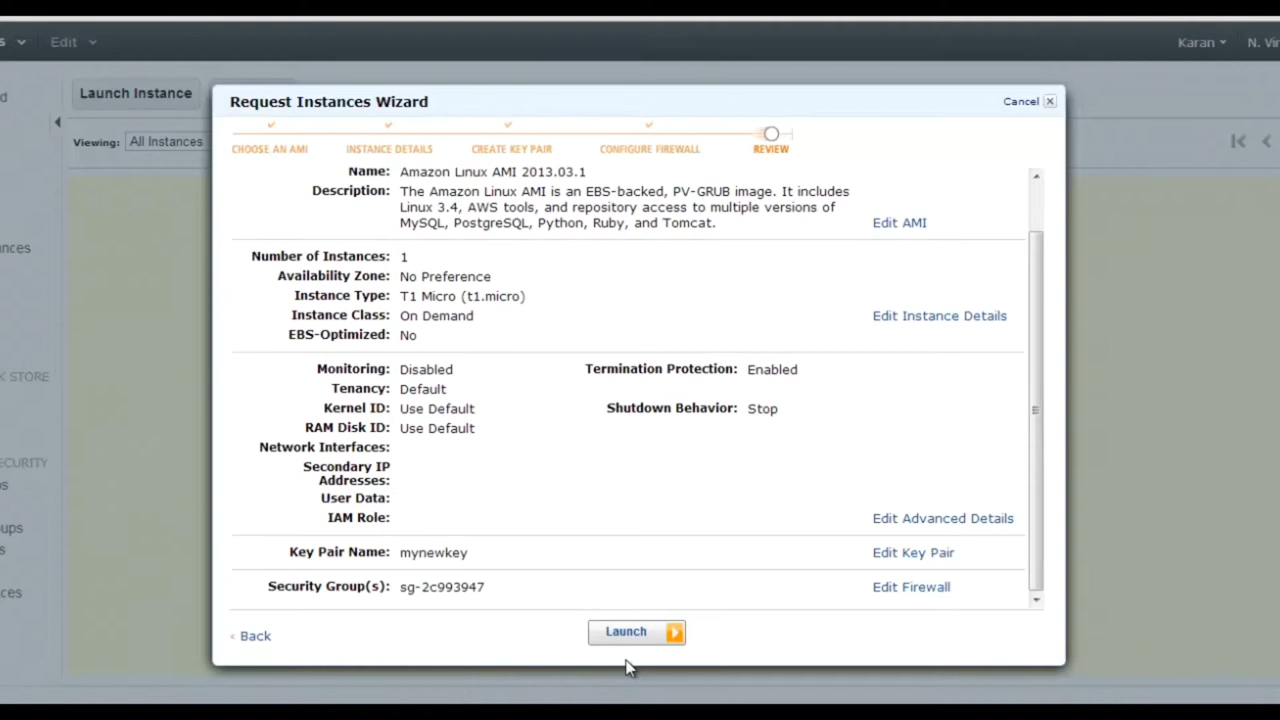 s Edit Karan N. Vir
Launch Instance
Viewing: All Instances
Request Instances Wizard Cancel
CHOOSE AN AMI INSTANCE DETAILS CREATE KEY PAIR CONFIGURE FIREWALL REVIEW
Name: Amazon Linux AMI 2013.03.1
Description: The Amazon Linux AMI is an EBS-backed, PV-GRUB image. It includes
Linux 3.4, AWS tools, and repository access to multiple versions of
MySQL, PostgreSQL, Python, Ruby, and Tomcat. Edit AMI
Number of Instances: 1
Availability Zone: No Preference
Instance Type: T1 Micro (t1.micro)
Instance Class: On Demand Edit Instance Details
EBS-Optimized: No
Monitoring: Disabled Termination Protection: Enabled
Tenancy: Default
Kernel ID: Use Default Shutdown Behavior: Stop
RAM Disk ID: Use Default
Network Interfaces:
Secondary IP
Addresses:
User Data:
IAM Role: Edit Advanced Details
Key Pair Name: mynewkey Edit Key Pair
Security Group(s): sg-2c993947 Edit Firewall
< Back Launch
d
nces
K STORE
ECURITY
os
oups
s
ces